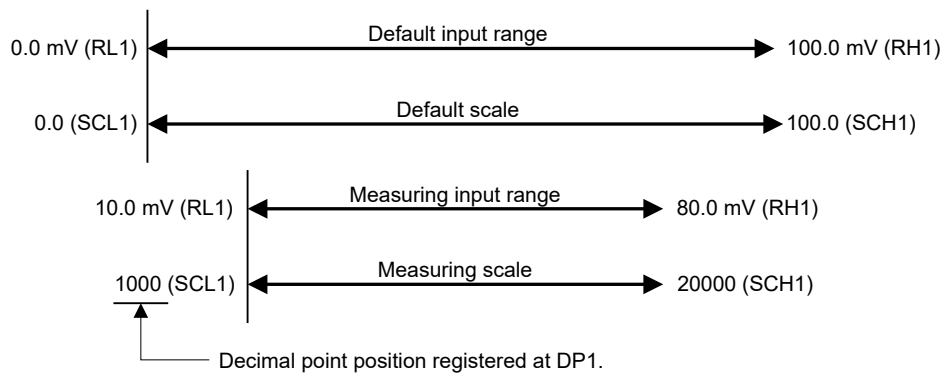 0.0 mV (RL1) Default input range 100.0 mV (RH1)
0.0 (SCL1) Default scale 100.0 (SCH1)
10.0 mV (RL1) Measuring input range 80.0 mV (RH1)
1000 (SCL1) Measuring scale 20000 (SCH1)
Decimal point position registered at DP1.